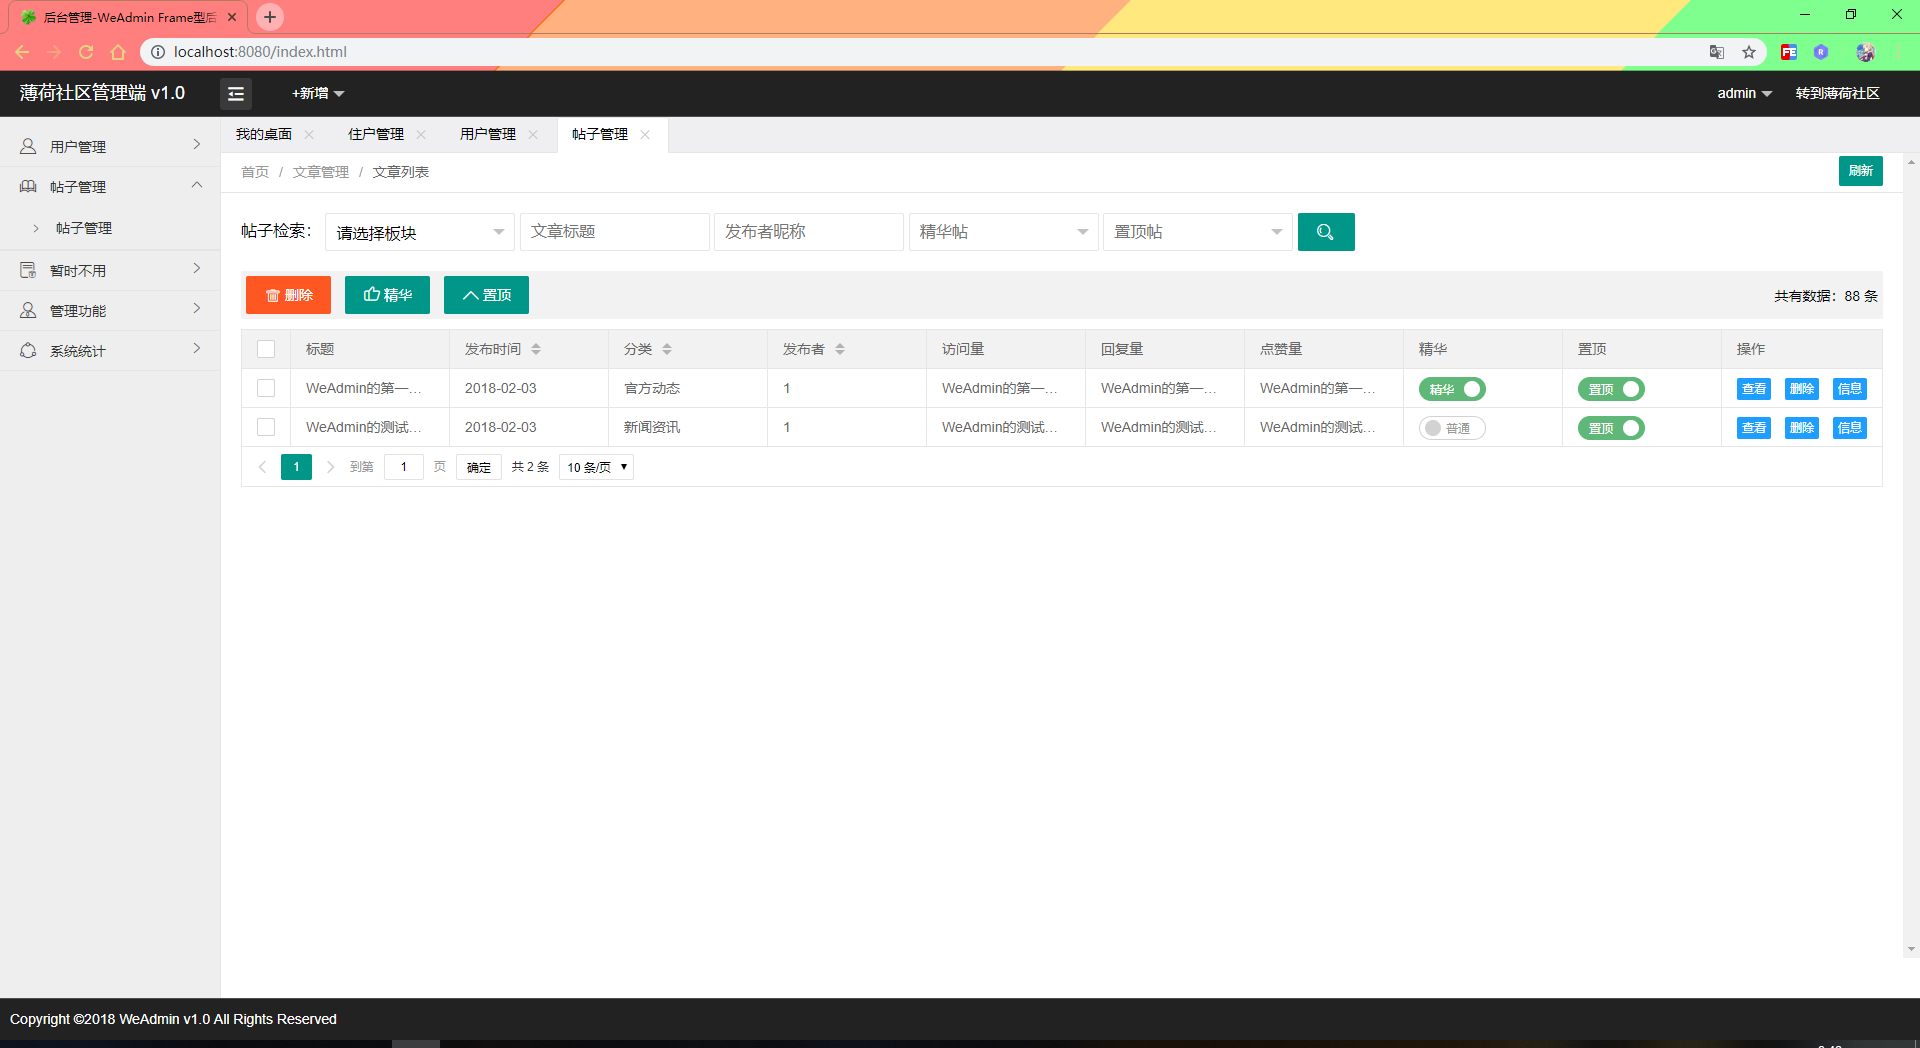 后台管理-WeAdmin Frame型后
localhost:8080/index.html
薄荷社区管理端 v1.0
+新增
admin
转到薄荷社区
用户管理
帖子管理
帖子管理
暂时不用
管理功能
系统统计
我的桌面 住户管理 用户管理 帖子管理
首页 / 文章管理 / 文章列表
刷新
帖子检索： 请选择板块 文章标题 发布者昵称 精华帖 置顶帖
删除 精华 置顶
共有数据：88 条
标题 发布时间 分类 发布者 访问量 回复量 点赞量 精华 置顶 操作
WeAdmin的第一... 2018-02-03 官方动态 1 WeAdmin的第一... WeAdmin的第一... WeAdmin的第一... 精华 置顶 查看 删除 信息
WeAdmin的测试... 2018-02-03 新闻资讯 1 WeAdmin的测试... WeAdmin的测试... WeAdmin的测试... 普通 置顶 查看 删除 信息
1 到第 1 页 确定 共 2 条 10 条/页
Copyright ©2018 WeAdmin v1.0 All Rights Reserved